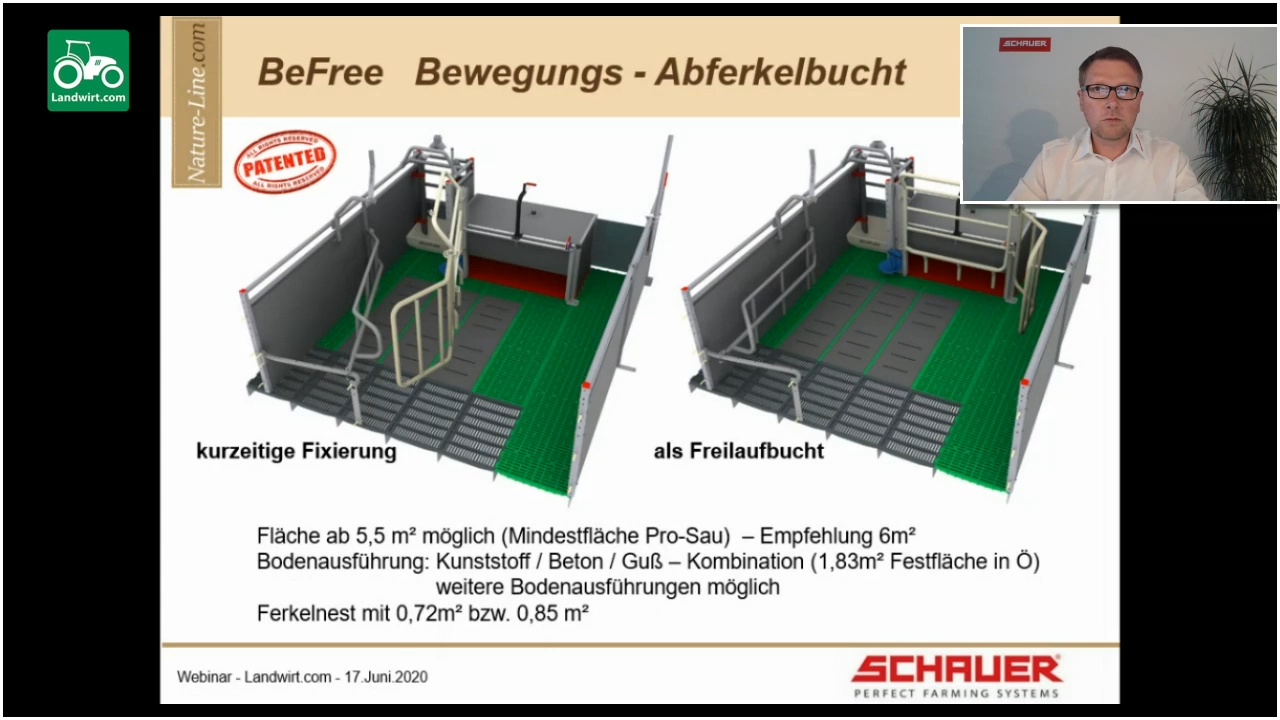 Landwirt.com
Nature-Line.com
BeFree Bewegungs - Abferkelbucht
SCHAUER
ALL RIGHTS RESERVED
PATENTED
ALL RIGHTS RESERVED
kurzeitige Fixierung
als Freilaufbucht
Fläche ab 5,5 m² möglich (Mindestfläche Pro-Sau) – Empfehlung 6m²
Bodenausführung: Kunststoff / Beton / Guß – Kombination (1,83m² Festfläche in Ö)
weitere Bodenausführungen möglich
Ferkelnest mit 0,72m² bzw. 0,85 m²
Webinar - Landwirt.com - 17.Juni.2020
SCHAUER
PERFECT FARMING SYSTEMS